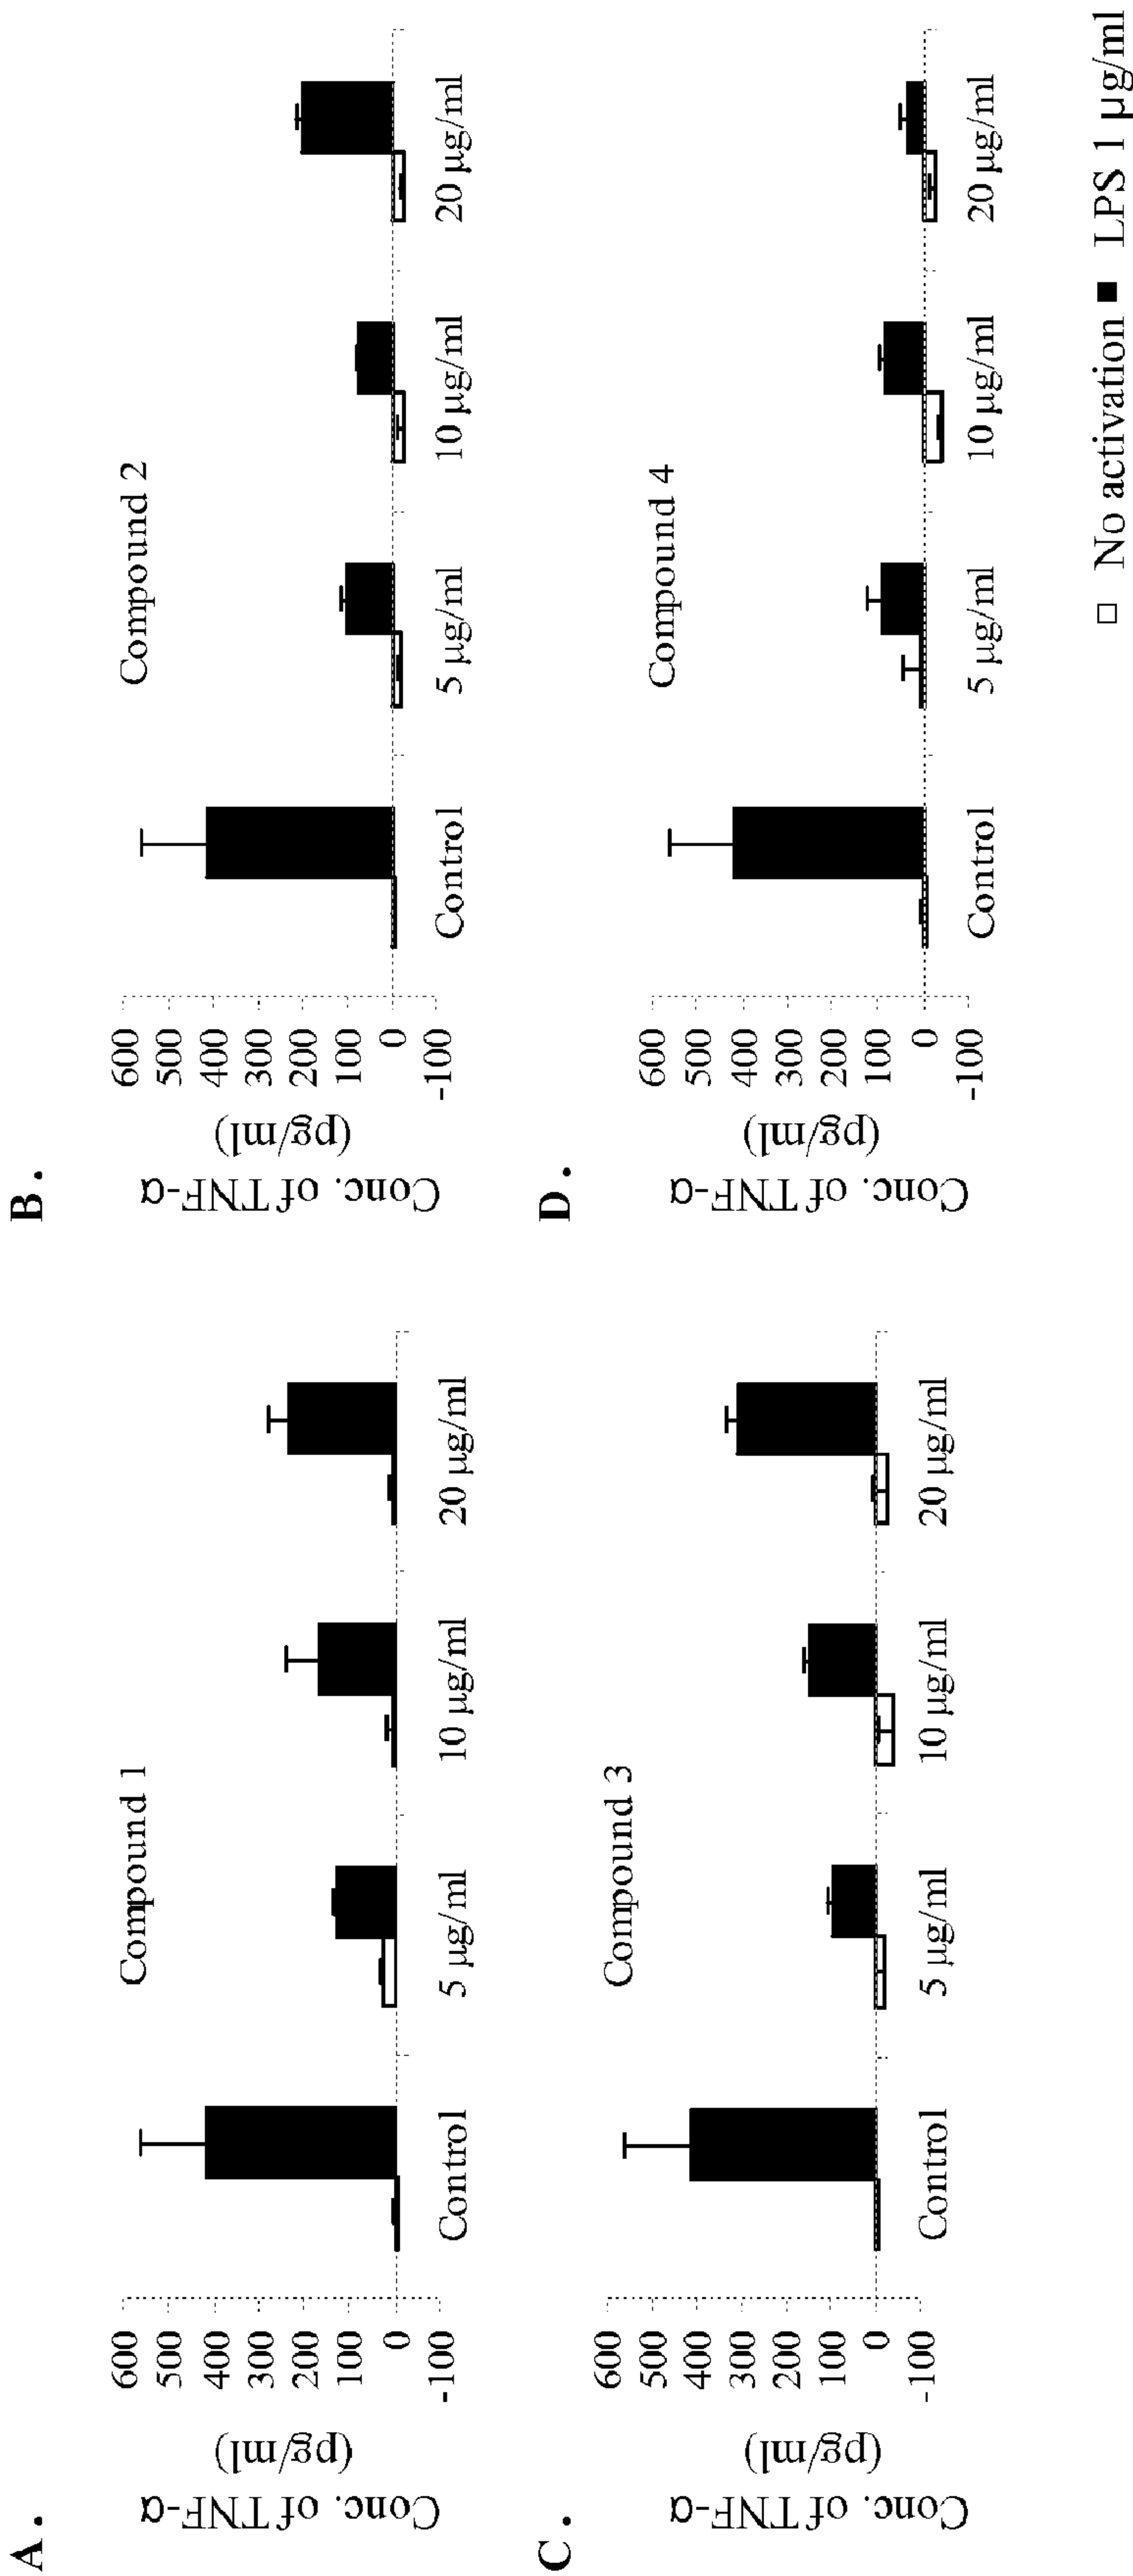 A.
Compound 1
600
500
400
300
200
100
0
-100
Conc. of TNF-α
(pg/ml)
Control
5 µg/ml
10 µg/ml
20 µg/ml
B.
Compound 2
600
500
400
300
200
100
0
-100
Conc. of TNF-α
(pg/ml)
Control
5 µg/ml
10 µg/ml
20 µg/ml
C.
Compound 3
600
500
400
300
200
100
0
-100
Conc. of TNF-α
(pg/ml)
Control
5 µg/ml
10 µg/ml
20 µg/ml
D.
Compound 4
600
500
400
300
200
100
0
-100
Conc. of TNF-α
(pg/ml)
Control
5 µg/ml
10 µg/ml
20 µg/ml
No activation LPS 1 µg/ml